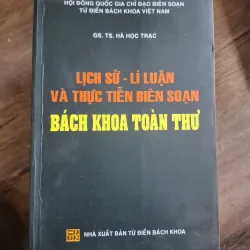 HỘI ĐỒNG QUỐC GIA CHỈ ĐẠO BIÊN SOẠN
TỪ ĐIỂN BÁCH KHOA VIỆT NAM
GS. TS. HÀ HỌC TRẠC
LỊCH SỬ - LÍ LUẬN
VÀ THỰC TIỄN BIÊN SOẠN
BÁCH KHOA TOÀN THƯ
NHÀ XUẤT BẢN TỪ ĐIỂN BÁCH KHOA